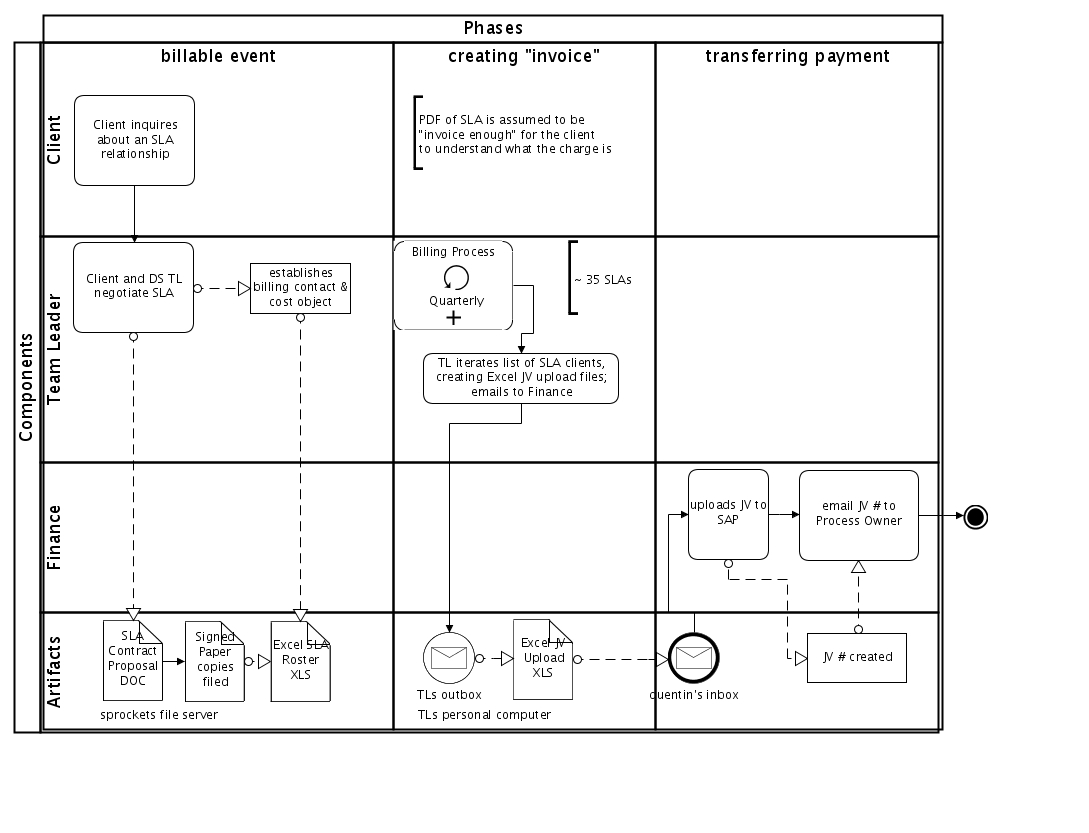 Phases
billable event
creating "invoice"
transferring payment
Components
Client
Client inquires
about an SLA
relationship
PDF of SLA is assumed to be
"invoice enough" for the client
to understand what the charge is
Team Leader
Client and DS TL
negotiate SLA
establishes
billing contact &
cost object
Billing Process
Quarterly
~ 35 SLAs
TL iterates list of SLA clients,
creating Excel JV upload files;
emails to Finance
Finance
uploads JV to
SAP
email JV # to
Process Owner
Artifacts
SLA
Contract
Proposal
DOC
Signed
Paper
copies
filed
Excel SLA
Roster
XLS
sprockets file server
TLs outbox
Excel JV
Upload
XLS
TLs personal computer
quentin's inbox
JV # created